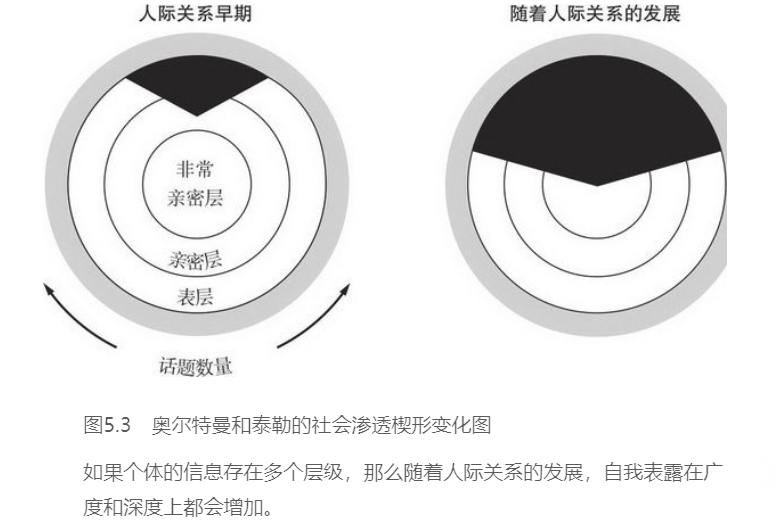 人际关系早期
随着人际关系的发展
非常
亲密层
亲密层
表层
话题数量
图5.3 奥尔特曼和泰勒的社会渗透楔形变化图
如果个体的信息存在多个层级，那么随着人际关系的发展，自我表露在广
度和深度上都会增加。